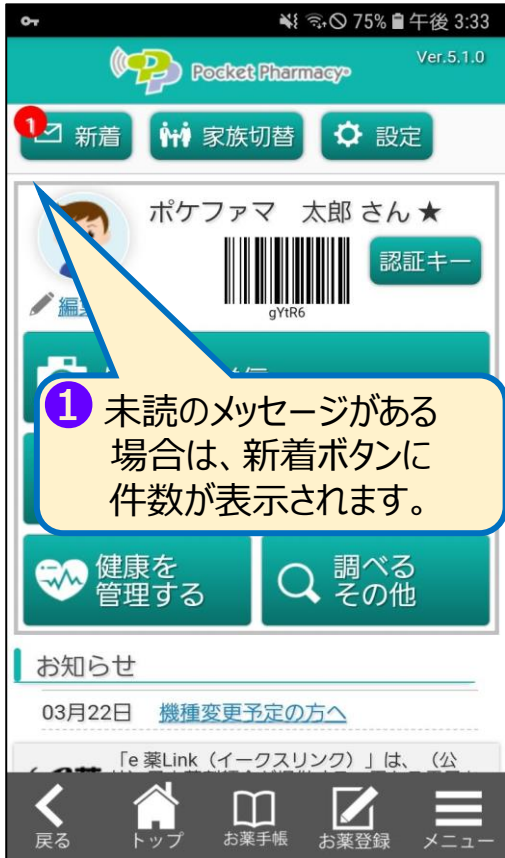 75% 午後 3:33
Pocket Pharmacy
Ver.5.1.0
1
新着
家族切替
設定
ポケファマ 太郎 さん ★
認証キー
gYtR6
1 未読のメッセージがある
場合は、新着ボタンに
件数が表示されます。
健康を
管理する
調べる
その他
お知らせ
03月22日 機種変更予定の方へ
「e 薬Link（イークスリンク）」は、（公
戻る
トップ
お薬手帳
お薬登録
メニュー